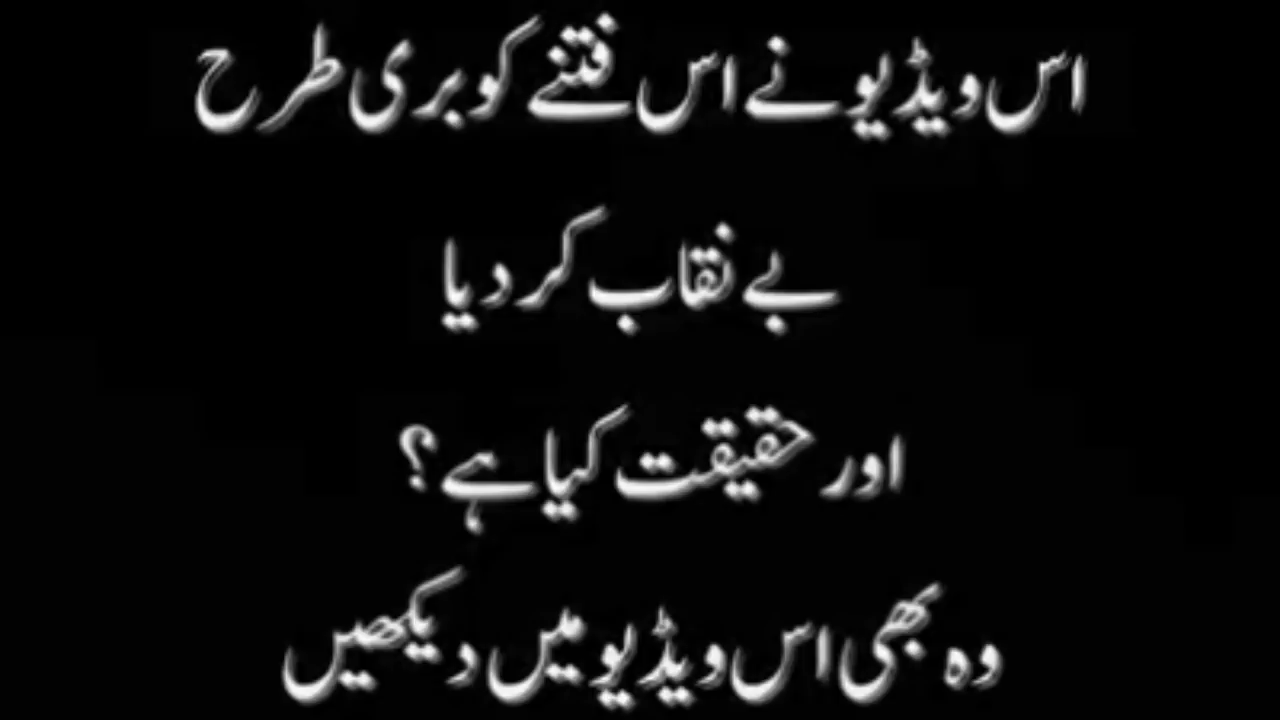 اس ویڈیو نے اس فتنے کو بری طرح
بے نقاب کر دیا
اور حقیقت کیا ہے؟
وہ بھی اس ویڈیو میں دیکھیں